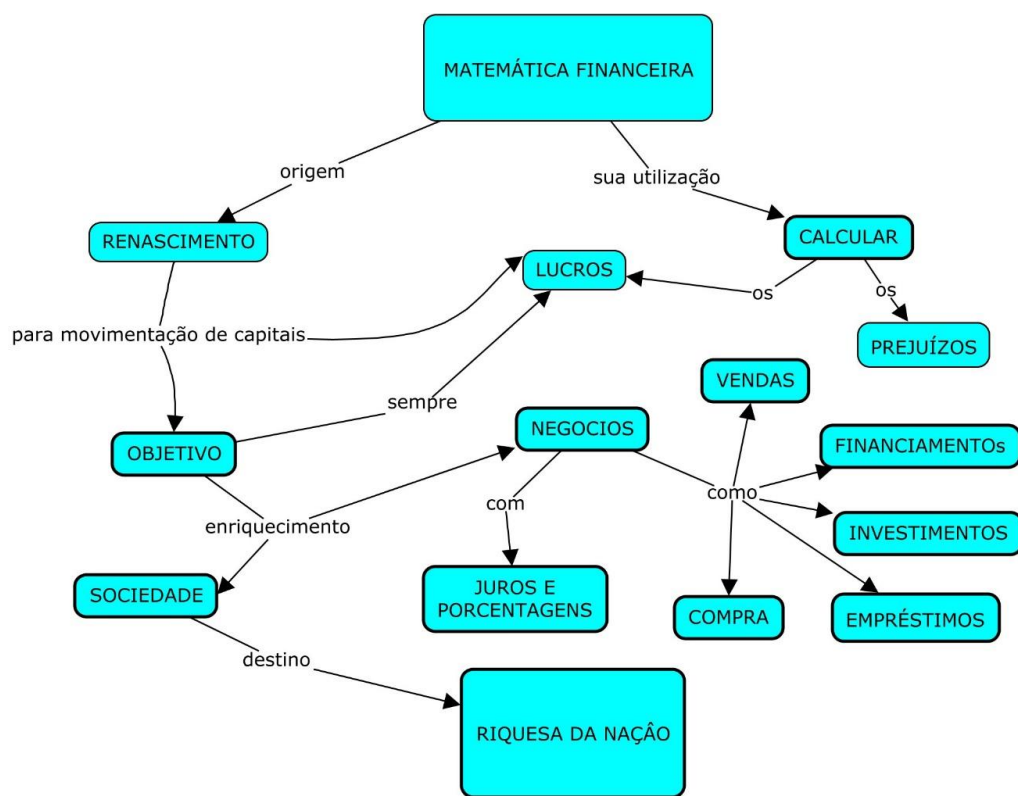 MATEMÁTICA FINANCEIRA
origem
sua utilização
RENASCIMENTO
CALCULAR
LUCROS
os
os
para movimentação de capitais
PREJUÍZOS
VENDAS
sempre
NEGOCIOS
OBJETIVO
FINANCIAMENTOs
como
com
enriquecimento
INVESTIMENTOS
SOCIEDADE
JUROS E
PORCENTAGENS
COMPRA
EMPRÉSTIMOS
destino
RIQUESA DA NAÇÂO